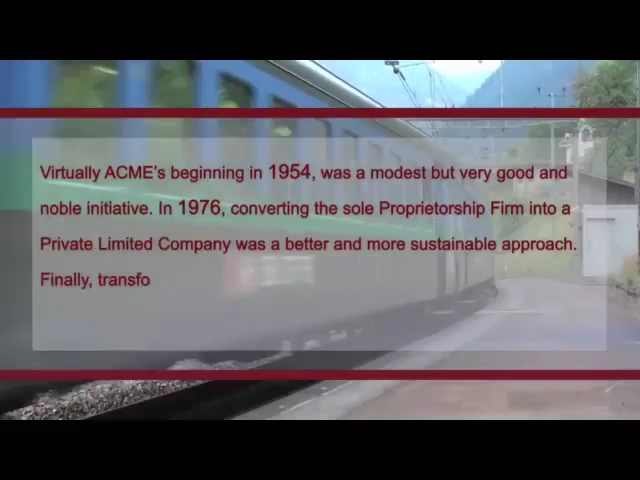 Virtually ACME's beginning in 1954, was a modest but very good and
noble initiative. In 1976, converting the sole Proprietorship Firm into a
Private Limited Company was a better and more sustainable approach.
Finally, transfo